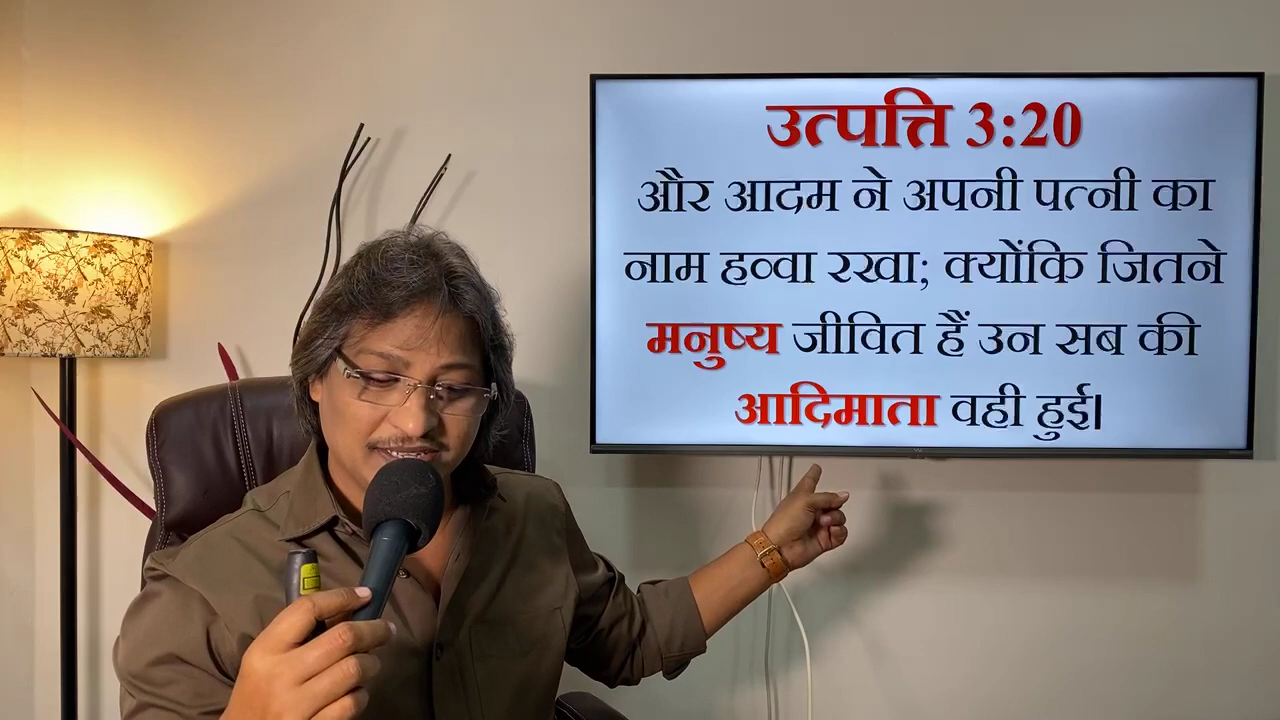 उत्पत्ति 3:20
और आदम ने अपनी पत्नी का
नाम हव्वा रखा; क्योंकि जितने
मनुष्य जीवित हैं उन सब की
आदिमाता वही हुई।